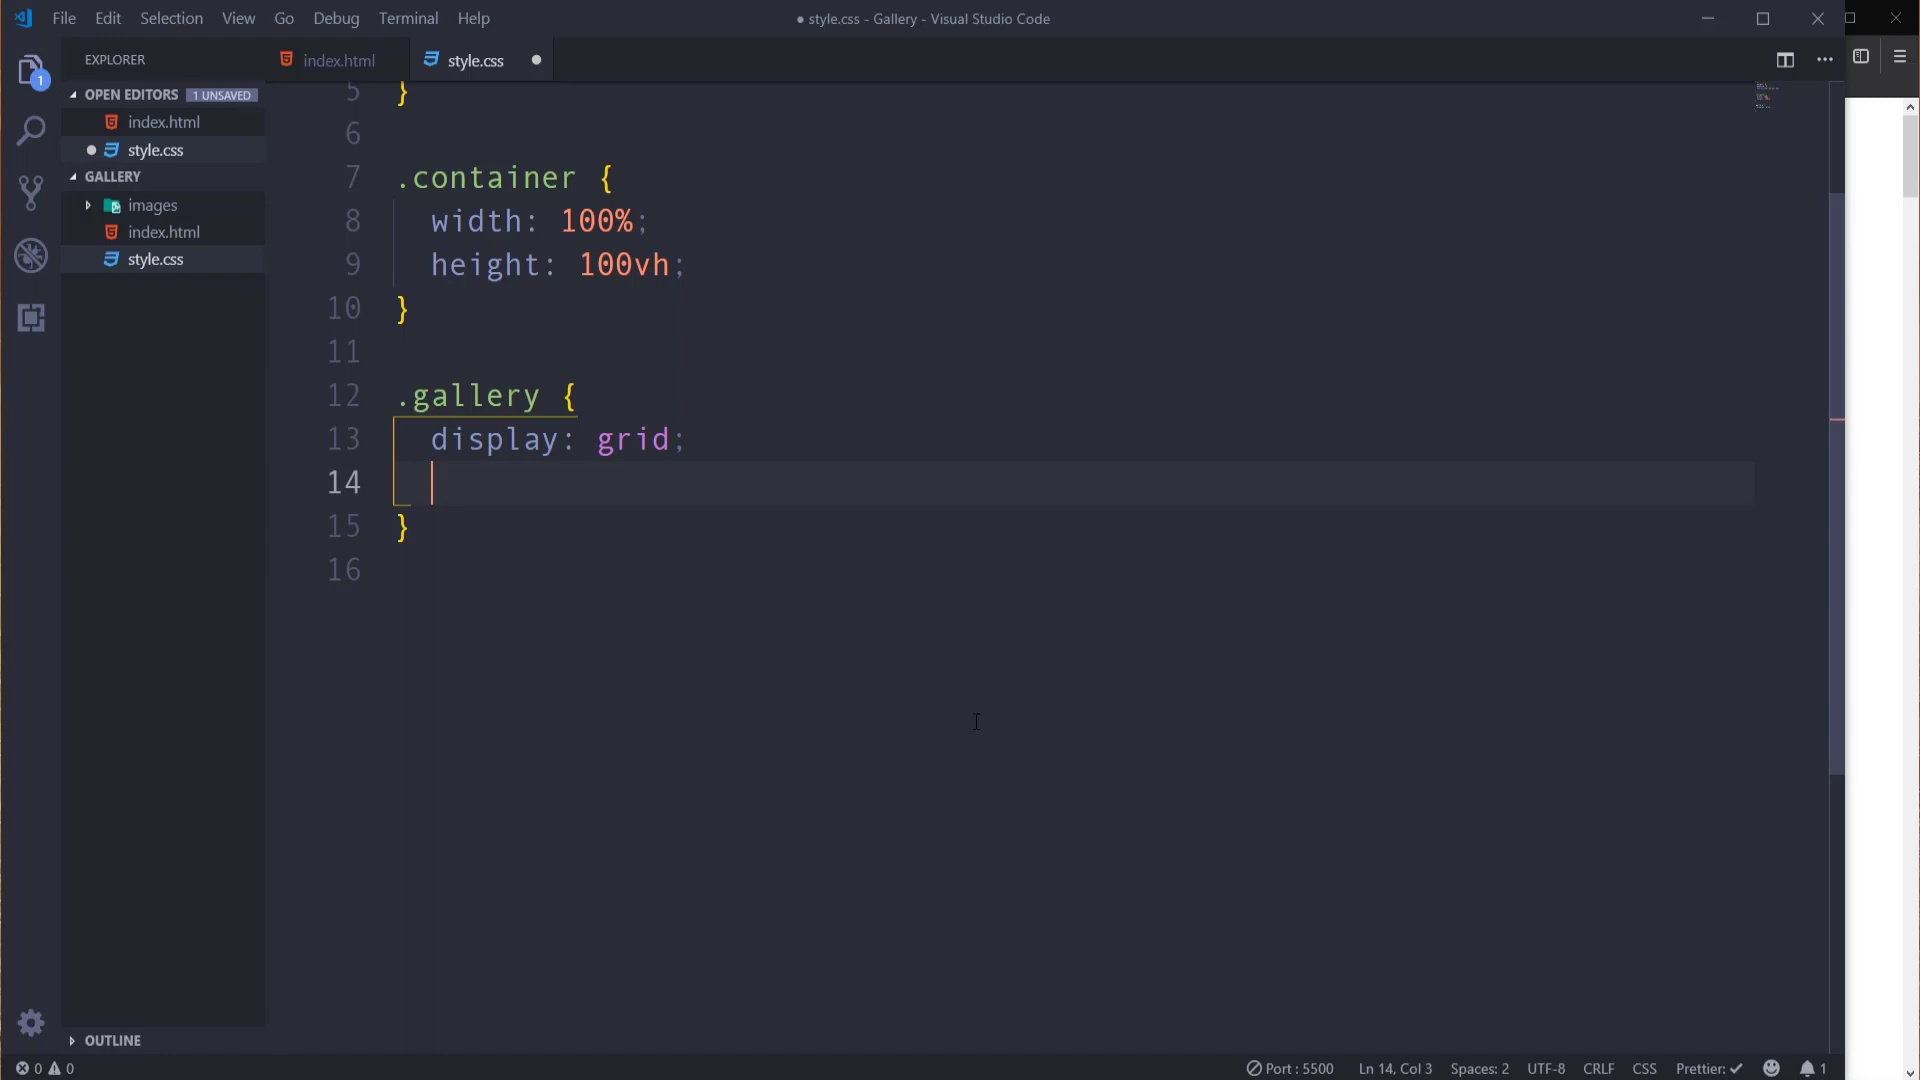 File Edit Selection View Go Debug Terminal Help
● style.css - Gallery - Visual Studio Code
EXPLORER
OPEN EDITORS 1 UNSAVED
index.html
style.css
GALLERY
images
index.html
style.css
OUTLINE
index.html style.css
1
5 }
6
7 .container {
8 width: 100%;
9 height: 100vh;
10 }
11
12 .gallery {
13 display: grid;
14
15 }
16
0 0
Port : 5500 Ln 14, Col 3 Spaces: 2 UTF-8 CRLF CSS Prettier: ✓ 1